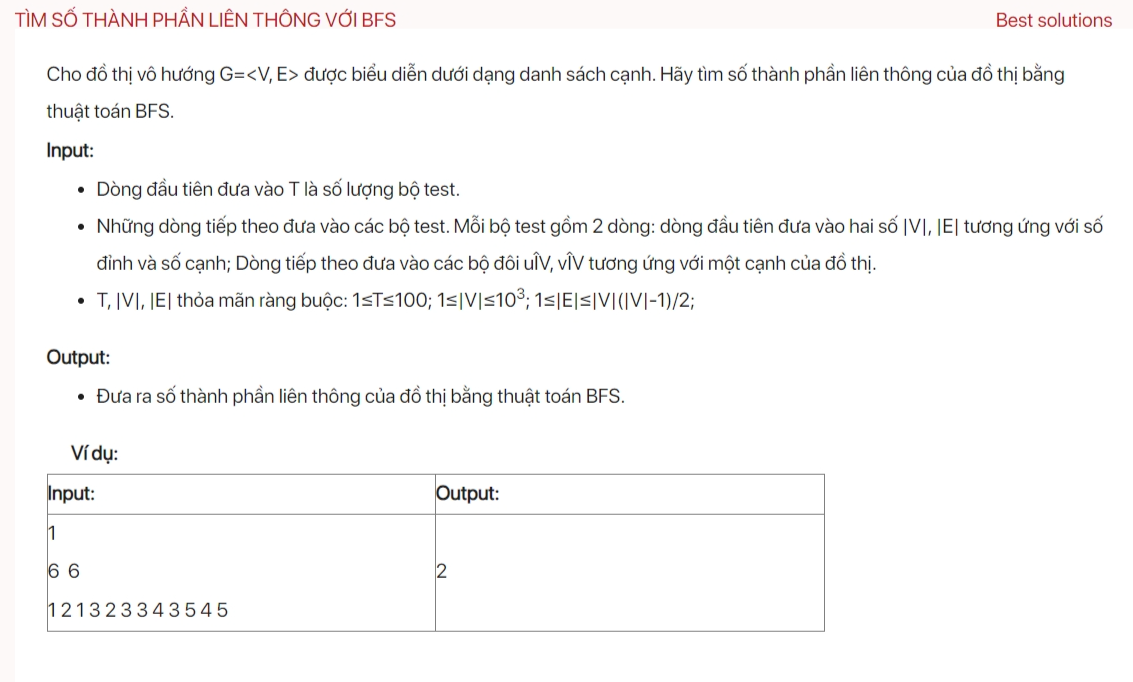 TÌM SỐ THÀNH PHẦN LIÊN THÔNG VỚI BFS
Best solutions
Cho đồ thị vô hướng G=<V, E> được biểu diễn dưới dạng danh sách cạnh. Hãy tìm số thành phần liên thông của đồ thị bằng
thuật toán BFS.
Input:
• Dòng đầu tiên đưa vào T là số lượng bộ test.
• Những dòng tiếp theo đưa vào các bộ test. Mỗi bộ test gồm 2 dòng: dòng đầu tiên đưa vào hai số |V|, |E| tương ứng với số
đỉnh và số cạnh; Dòng tiếp theo đưa vào các bộ đôi uÎV, vÎV tương ứng với một cạnh của đồ thị.
• T, |V|, |E| thỏa mãn ràng buộc: 1≤T≤100; 1≤|V|≤10³; 1≤|E|≤|V|(|V|-1)/2;
Output:
• Đưa ra số thành phần liên thông của đồ thị bằng thuật toán BFS.
Ví dụ:
Input:
Output:
1
6 6
2
1 2 1 3 2 3 3 4 3 5 4 5